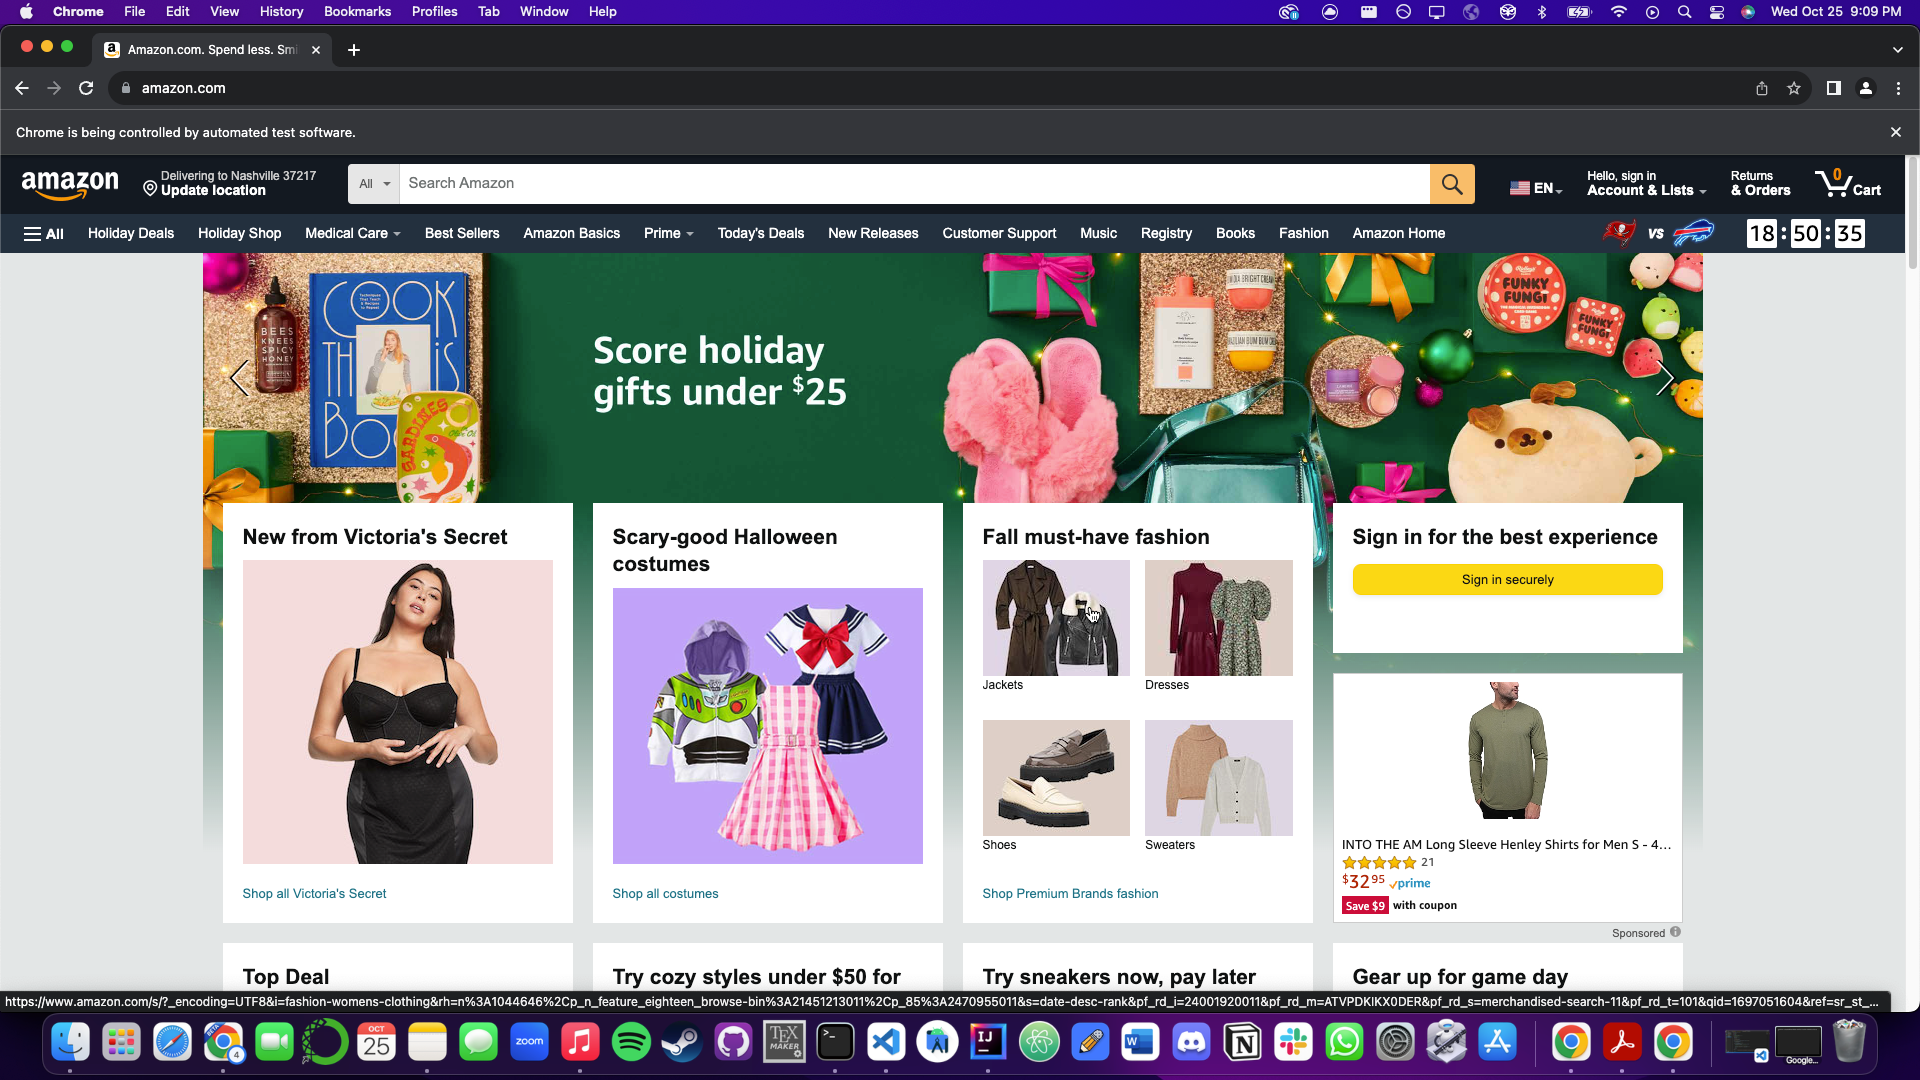 Chrome File Edit View History Bookmarks Profiles Tab Window Help
Wed Oct 25 9:09 PM
Amazon.com. Spend less. Smi
amazon.com
Chrome is being controlled by automated test software.
amazon
Delivering to Nashville 37217
Update location
All
Search Amazon
EN
Hello, sign in
Account & Lists
Returns
& Orders
0
Cart
All Holiday Deals Holiday Shop Medical Care Best Sellers Amazon Basics Prime Today's Deals New Releases Customer Support Music Registry Books Fashion Amazon Home
VS
18 : 50 : 35
BEES
KNEES
SPICY
HONEY
COOK
THIS
BOO
SARDINES
Score holiday
gifts under $25
FUNKY
FUNGI
FUNKY
FUNGI
New from Victoria's Secret
Shop all Victoria's Secret
Scary-good Halloween
costumes
Shop all costumes
Fall must-have fashion
Jackets
Dresses
Shoes
Sweaters
Shop Premium Brands fashion
Sign in for the best experience
Sign in securely
INTO THE AM Long Sleeve Henley Shirts for Men S - 4...
21
$32 95 prime
Save $9 with coupon
Sponsored
Top Deal
Try cozy styles under $50 for
Try sneakers now, pay later
Gear up for game day
https://www.amazon.com/s/?_encoding=UTF8&i=fashion-womens-clothing&rh=n%3A1044646%2Cp_n_feature_eighteen_browse-bin%3A21451213011%2Cp_85%3A2470955011&s=date-desc-rank&pf_rd_i=24001920011&pf_rd_m=ATVPDKIKX0DER&pf_rd_s=merchandised-search-11&pf_rd_t=101&qid=1697051604&ref=sr_st_...
4
OCT
25
zoom
TEX
MAKER
IJ
W
Google...